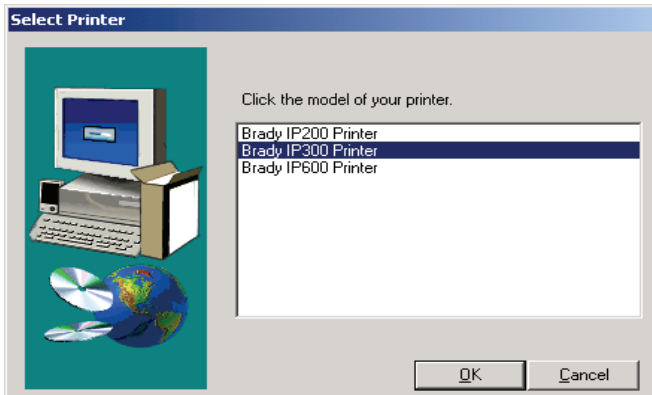 Select Printer
Click the model of your printer.
Brady IP200 Printer
Brady IP300 Printer
Brady IP600 Printer
OK
Cancel